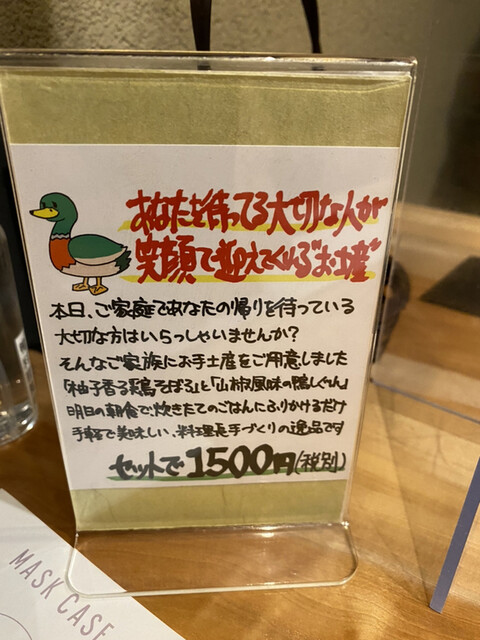 あなたを待ってる大切な人が
笑顔で迎えてくれるお土産
本日、ご家庭であなたの帰りを待っている
大切な方はいらっしゃいませんか?
そんなご家族にお手土産をご用意しました
「柚子香る鶏そぼろ」と「山椒風味の鴨しぐれ」
明日の朝食で炊きたてのごはんにふりかけるだけ
手軽で美味しい、料理長手づくりの逸品です
セットで1500円(税別)
MASK CASE